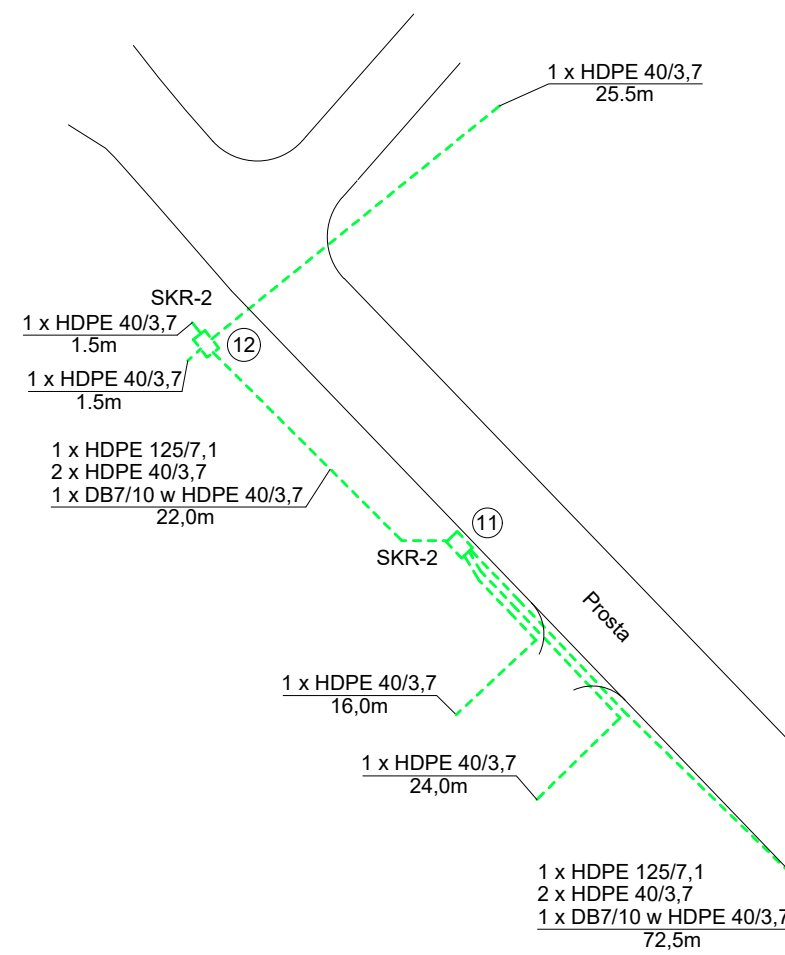 1 x HDPE 40/3,7
25.5m
SKR-2
1 x HDPE 40/3,7
1.5m
12
1 x HDPE 40/3,7
1.5m
1 x HDPE 125/7,1
2 x HDPE 40/3,7
1 x DB7/10 w HDPE 40/3,7
22,0m
11
SKR-2
Prosta
1 x HDPE 40/3,7
16,0m
1 x HDPE 40/3,7
24,0m
1 x HDPE 125/7,1
2 x HDPE 40/3,7
1 x DB7/10 w HDPE 40/3,7
72,5m